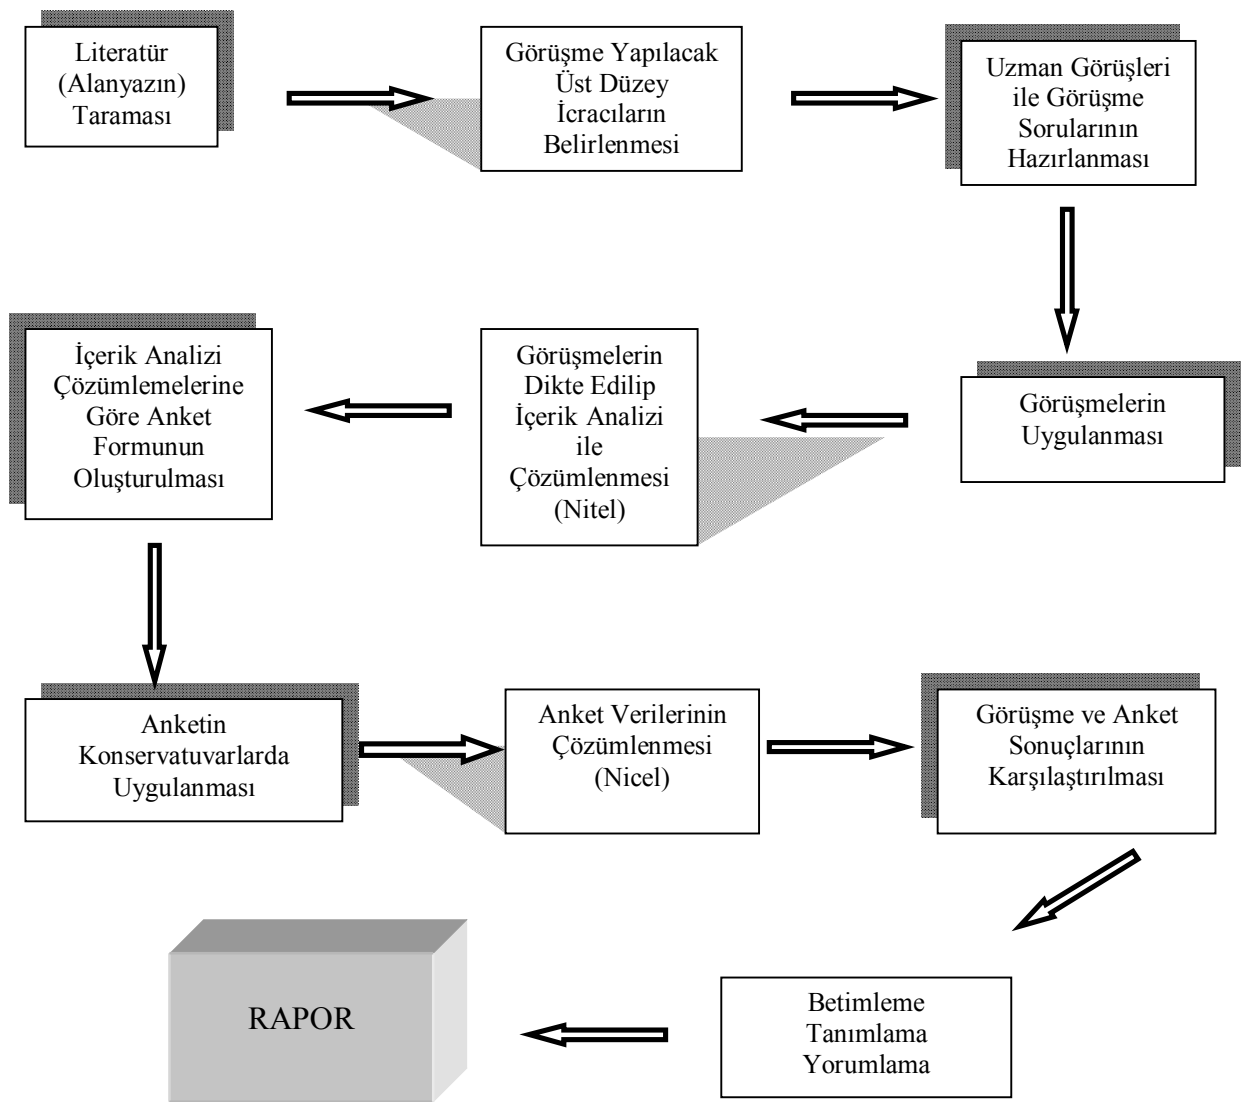 Literatür
(Alanyazın)
Taraması
Görüşme Yapılacak
Üst Düzey
İcracıların
Belirlenmesi
Uzman Görüşleri
ile Görüşme
Sorularının
Hazırlanması
Görüşmelerin
Uygulanması
Görüşmelerin
Dikte Edilip
İçerik Analizi
ile
Çözümlenmesi
(Nitel)
İçerik Analizi
Çözümlemelerine
Göre Anket
Formunun
Oluşturulması
Anketin
Konservatuvarlarda
Uygulanması
Anket Verilerinin
Çözümlenmesi
(Nicel)
Görüşme ve Anket
Sonuçlarının
Karşılaştırılması
Betimleme
Tanımlama
Yorumlama
RAPOR